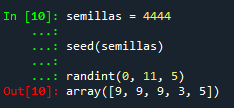 In [10]: semillas = 4444
...:
...: seed(semillas)
...:
...: randint(0, 11, 5)
Out[10]: array([9, 9, 9, 3, 5])